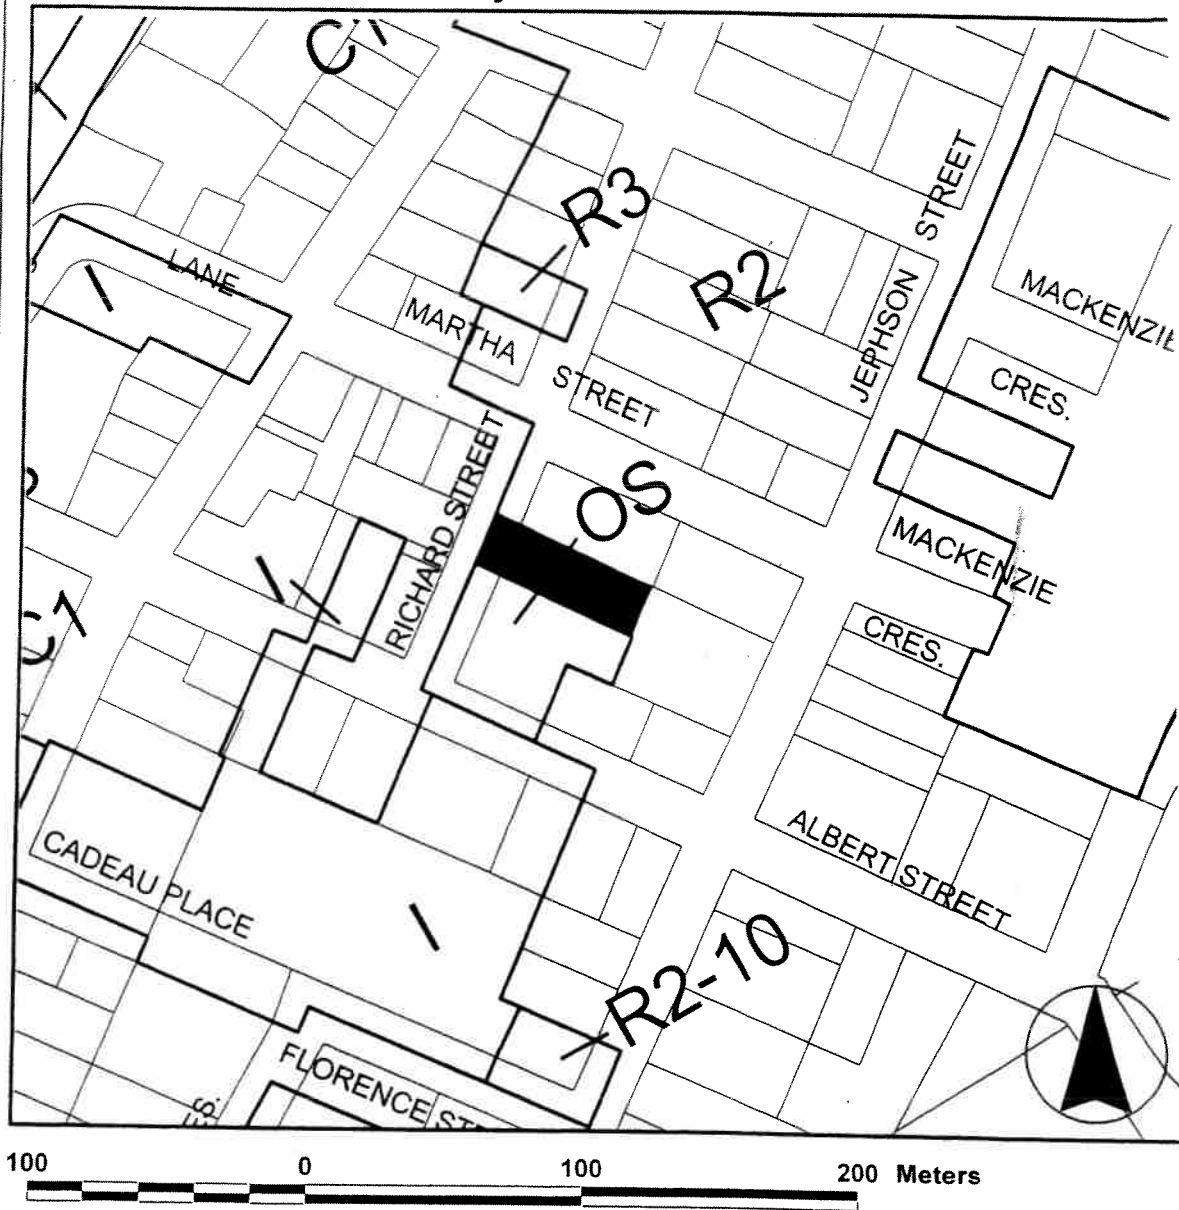 C1
R3
STREET
LANE
R2
MARTHA
JEPHSON
MACKENZIE
STREET
CRES.
RICHARD STREET
OS
MACKENZIE
C1
CRES.
CADEAU PLACE
ALBERT STREET
R2-10
FLORENCE
100 0 100 200 Meters